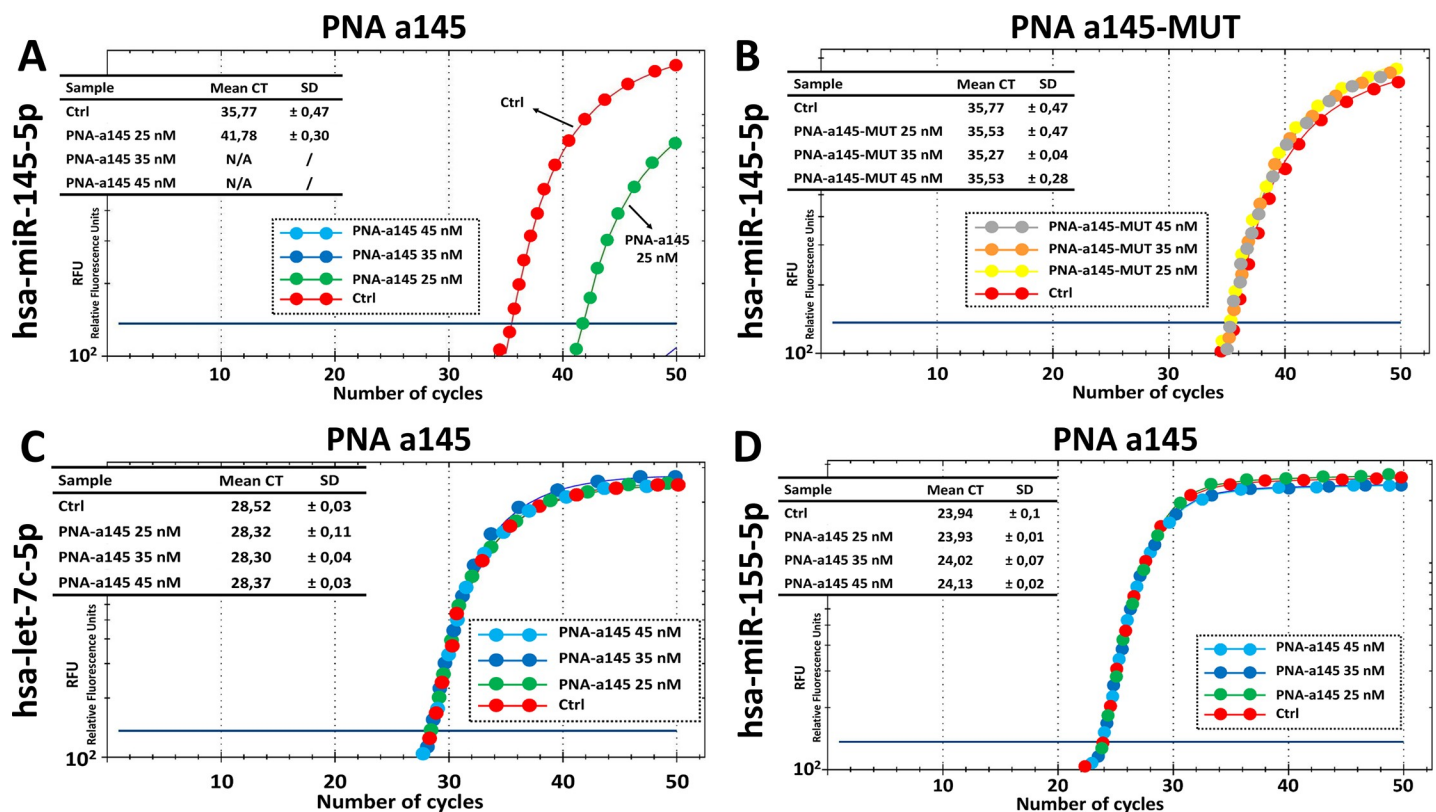 PNA a145
A
hsa-miR-145-5p
Sample Mean CT SD
Ctrl 35,77 ± 0,47
PNA-a145 25 nM 41,78 ± 0,30
PNA-a145 35 nM N/A /
PNA-a145 45 nM N/A /
Ctrl
PNA-a145
25 nM
PNA-a145 45 nM
PNA-a145 35 nM
PNA-a145 25 nM
Ctrl
RFU
Relative Fluorescence Units
10²
10 20 30 40 50
Number of cycles
PNA a145-MUT
B
hsa-miR-145-5p
Sample Mean CT SD
Ctrl 35,77 ± 0,47
PNA-a145-MUT 25 nM 35,53 ± 0,47
PNA-a145-MUT 35 nM 35,27 ± 0,04
PNA-a145-MUT 45 nM 35,53 ± 0,28
PNA-a145-MUT 45 nM
PNA-a145-MUT 35 nM
PNA-a145-MUT 25 nM
Ctrl
RFU
Relative Fluorescence Units
10²
10 20 30 40 50
Number of cycles
PNA a145
C
hsa-let-7c-5p
Sample Mean CT SD
Ctrl 28,52 ± 0,03
PNA-a145 25 nM 28,32 ± 0,11
PNA-a145 35 nM 28,30 ± 0,04
PNA-a145 45 nM 28,37 ± 0,03
PNA-a145 45 nM
PNA-a145 35 nM
PNA-a145 25 nM
Ctrl
RFU
Relative Fluorescence Units
10²
10 20 30 40 50
Number of cycles
PNA a145
D
hsa-miR-155-5p
Sample Mean CT SD
Ctrl 23,94 ± 0,1
PNA-a145 25 nM 23,93 ± 0,01
PNA-a145 35 nM 24,02 ± 0,07
PNA-a145 45 nM 24,13 ± 0,02
PNA-a145 45 nM
PNA-a145 35 nM
PNA-a145 25 nM
Ctrl
RFU
Relative Fluorescence Units
10²
10 20 30 40 50
Number of cycles